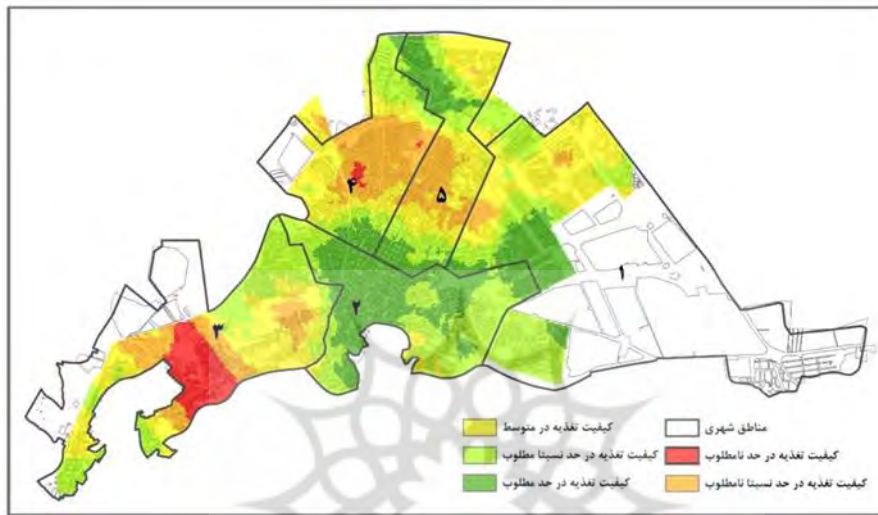 ۴
۵
۱
۲
۳
مناطق شهری
کیفیت تغذیه در متوسط
کیفیت تغذیه در حد نامطلوب
کیفیت تغذیه در حد نسبتا مطلوب
کیفیت تغذیه در حد نسبتا نامطلوب
کیفیت تغذیه در حد مطلوب